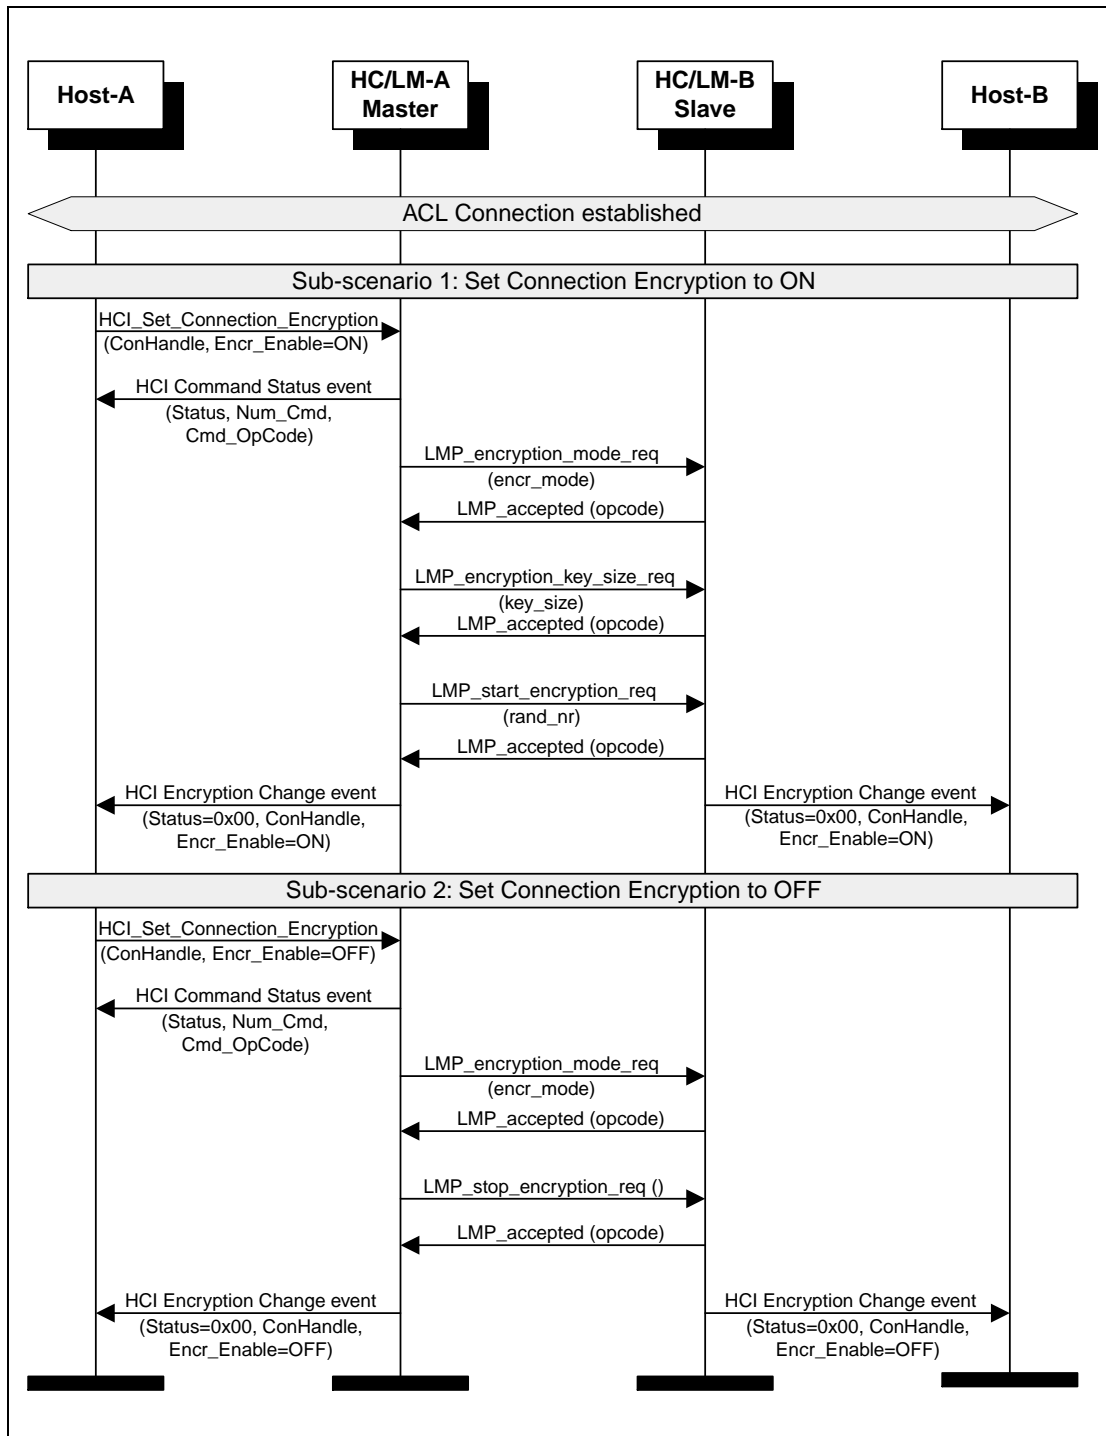 Host-A
HC/LM-A
Master
HC/LM-B
Slave
Host-B
ACL Connection established
Sub-scenario 1: Set Connection Encryption to ON
HCI_Set_Connection_Encryption
(ConHandle, Encr_Enable=ON)
HCI Command Status event
(Status, Num_Cmd,
Cmd_OpCode)
LMP_encryption_mode_req
(encr_mode)
LMP_accepted (opcode)
LMP_encryption_key_size_req
(key_size)
LMP_accepted (opcode)
LMP_start_encryption_req
(rand_nr)
LMP_accepted (opcode)
HCI Encryption Change event
(Status=0x00, ConHandle,
Encr_Enable=ON)
HCI Encryption Change event
(Status=0x00, ConHandle,
Encr_Enable=ON)
Sub-scenario 2: Set Connection Encryption to OFF
HCI_Set_Connection_Encryption
(ConHandle, Encr_Enable=OFF)
HCI Command Status event
(Status, Num_Cmd,
Cmd_OpCode)
LMP_encryption_mode_req
(encr_mode)
LMP_accepted (opcode)
LMP_stop_encryption_req ()
LMP_accepted (opcode)
HCI Encryption Change event
(Status=0x00, ConHandle,
Encr_Enable=OFF)
HCI Encryption Change event
(Status=0x00, ConHandle,
Encr_Enable=OFF)